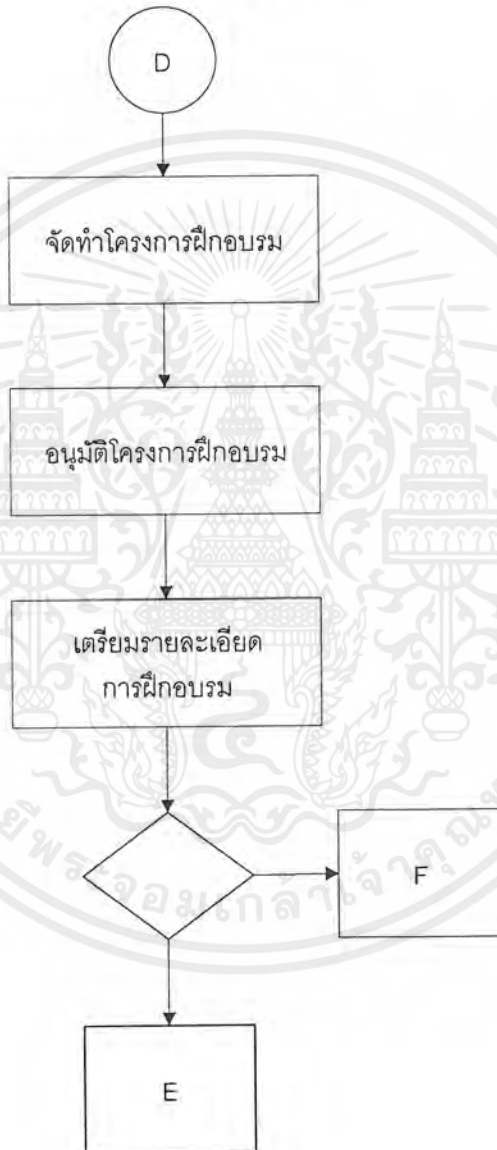 D
จัดทำโครงการฝึกอบรม
อนุมัติโครงการฝึกอบรม
เตรียมรายละเอียด
การฝึกอบรม
F
E